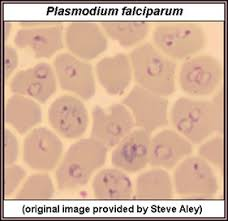 Plasmodium falciparum
(original image provided by Steve Aley)